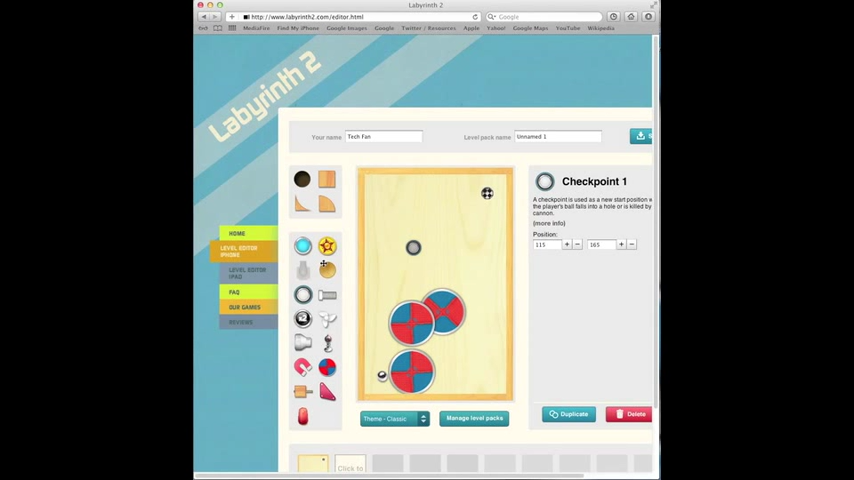 Labyrinth 2
http://www.labyrinth2.com/editor.html
Google
MediaFire
Find My iPhone
Google Images
Google
Twitter / Resources
Apple
Yahoo!
Google Maps
YouTube
Wikipedia
Labyrinth 2
Your name
Tech Fan
Level pack name
Unnamed 1
Checkpoint 1
A checkpoint is used as a new start position w
the player's ball falls into a hole or is killed by
cannon.
(more info)
Position:
115 + − 165 + −
HOME
LEVEL EDITOR
IPHONE
LEVEL EDITOR
IPAD
FAQ
OUR GAMES
REVIEWS
Theme - Classic
Manage level packs
Duplicate
Delete
Click to